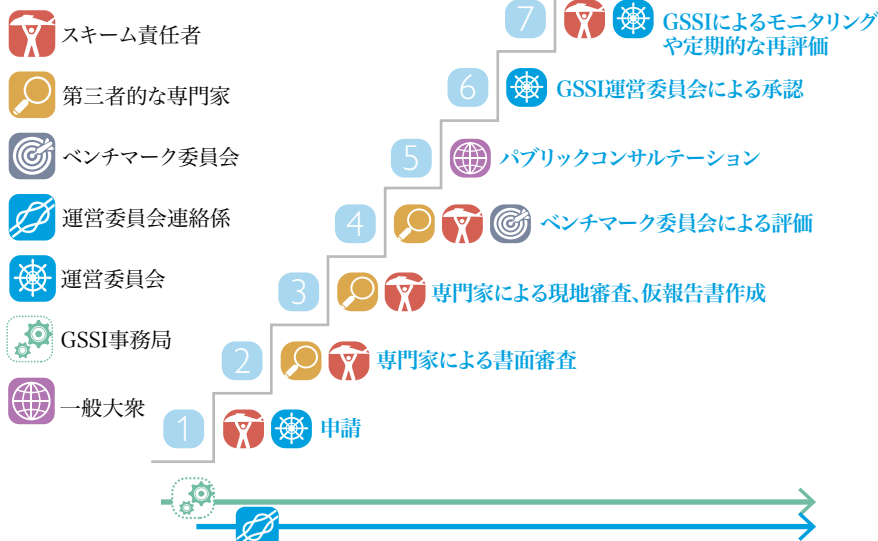 スキーム責任者
第三者的な専門家
ベンチマーク委員会
運営委員会連絡係
運営委員会
GSSI事務局
一般大衆
7
GSSIによるモニタリング
や定期的な再評価
6
GSSI運営委員会による承認
5
パブリックコンサルテーション
4
ベンチマーク委員会による評価
3
専門家による現地審査、仮報告書作成
2
専門家による書面審査
1
申請